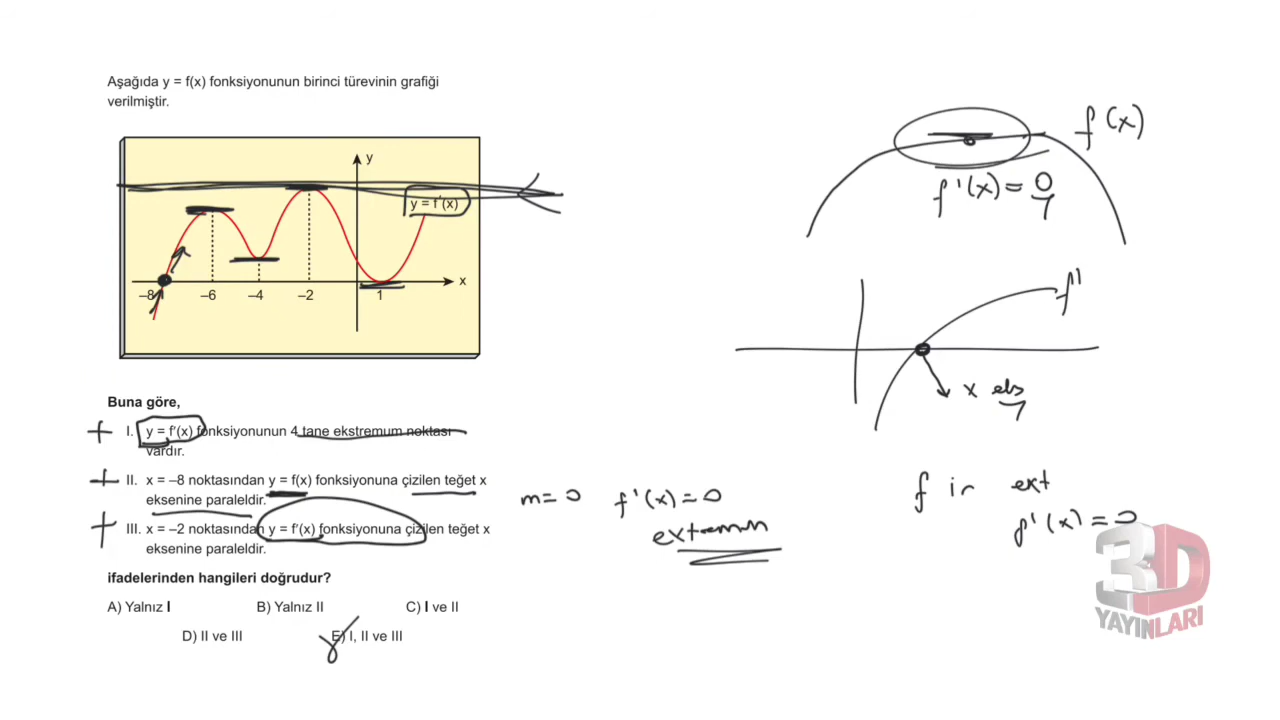 Aşağıda y = f(x) fonksiyonunun birinci türevinin grafiği
verilmiştir.
y
y = f'(x)
x
–8 –6 –4 –2 1
Buna göre,
I. y = f'(x) fonksiyonunun 4 tane ekstremum noktası
vardır.
II. x = –8 noktasından y = f(x) fonksiyonuna çizilen teğet x
eksenine paraleldir.
III. x = –2 noktasından y = f'(x) fonksiyonuna çizilen teğet x
eksenine paraleldir.
ifadelerinden hangileri doğrudur?
A) Yalnız I B) Yalnız II C) I ve II
D) II ve III E) I, II ve III
f(x)
f'(x) = 0
f'
x eks
m = 0 f'(x) = 0
f in ext
f'(x) = 0
3D
YAYINLARI